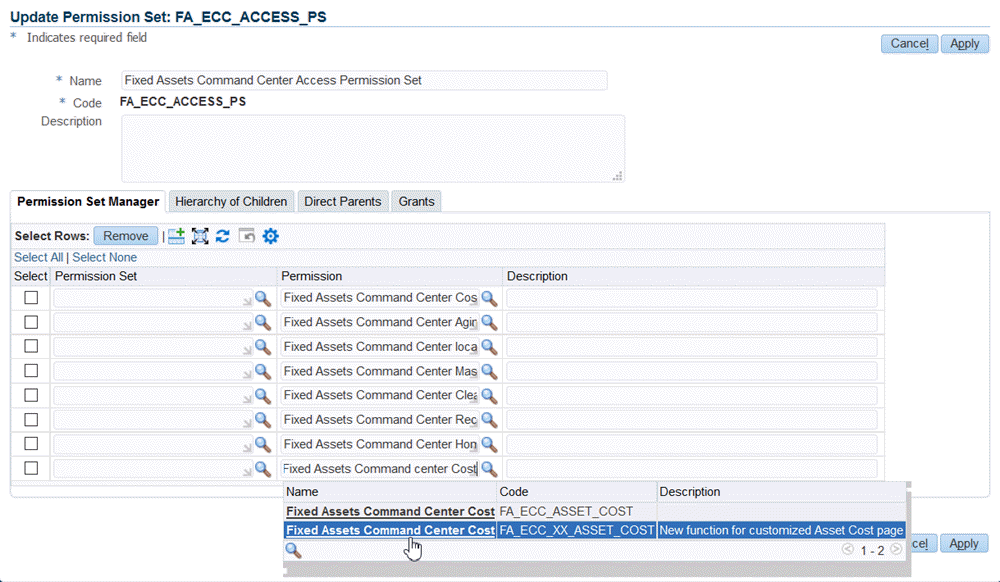 Update Permission Set: FA_ECC_ACCESS_PS
* Indicates required field
Cancel Apply
* Name Fixed Assets Command Center Access Permission Set
* Code FA_ECC_ACCESS_PS
Description
Permission Set Manager Hierarchy of Children Direct Parents Grants
Select Rows: Remove |
Select All | Select None
Select Permission Set Permission Description
Fixed Assets Command Center Cos
Fixed Assets Command Center Agin
Fixed Assets Command Center loca
Fixed Assets Command Center Mas
Fixed Assets Command Center Clea
Fixed Assets Command Center Rec
Fixed Assets Command Center Hom
Fixed Assets Command center Cost
Name Code Description
Fixed Assets Command Center Cost FA_ECC_ASSET_COST
Fixed Assets Command Center Cost FA_ECC_XX_ASSET_COST New function for customized Asset Cost page
1 - 2 cel Apply